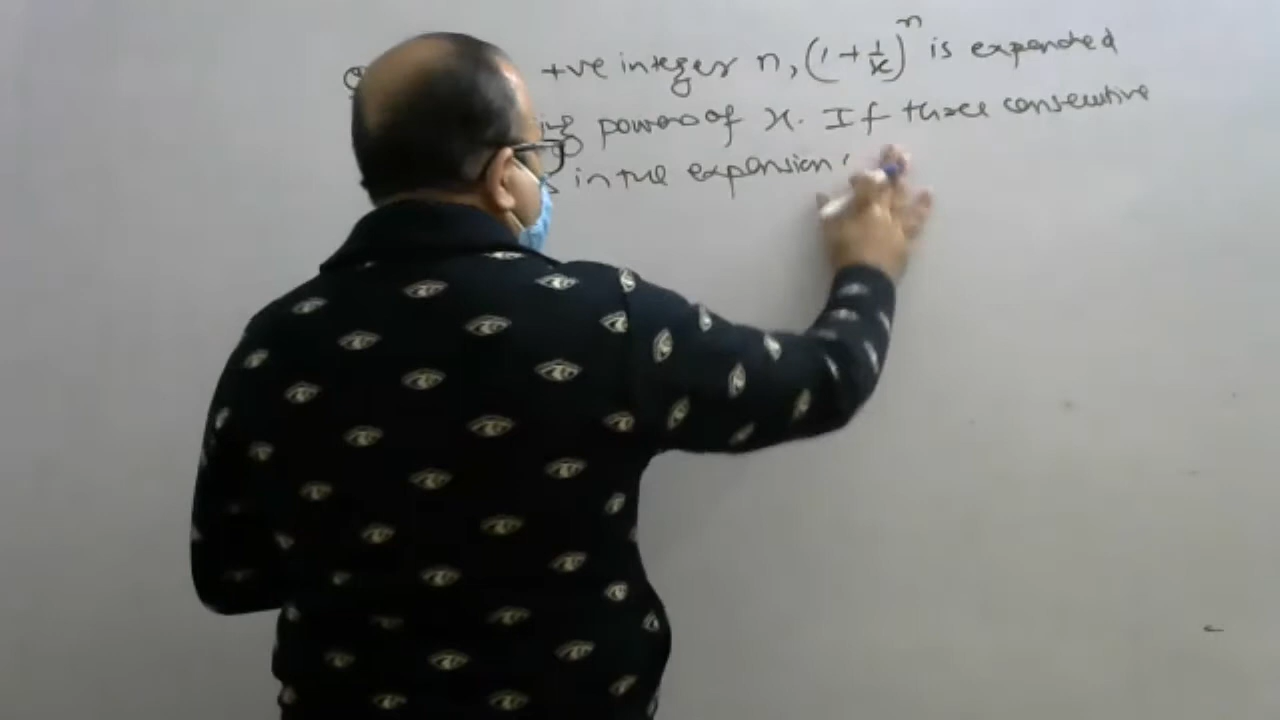 +ve integer n, (1+1/x)^n is expanded
powers of x. If three consecutive
in the expansion